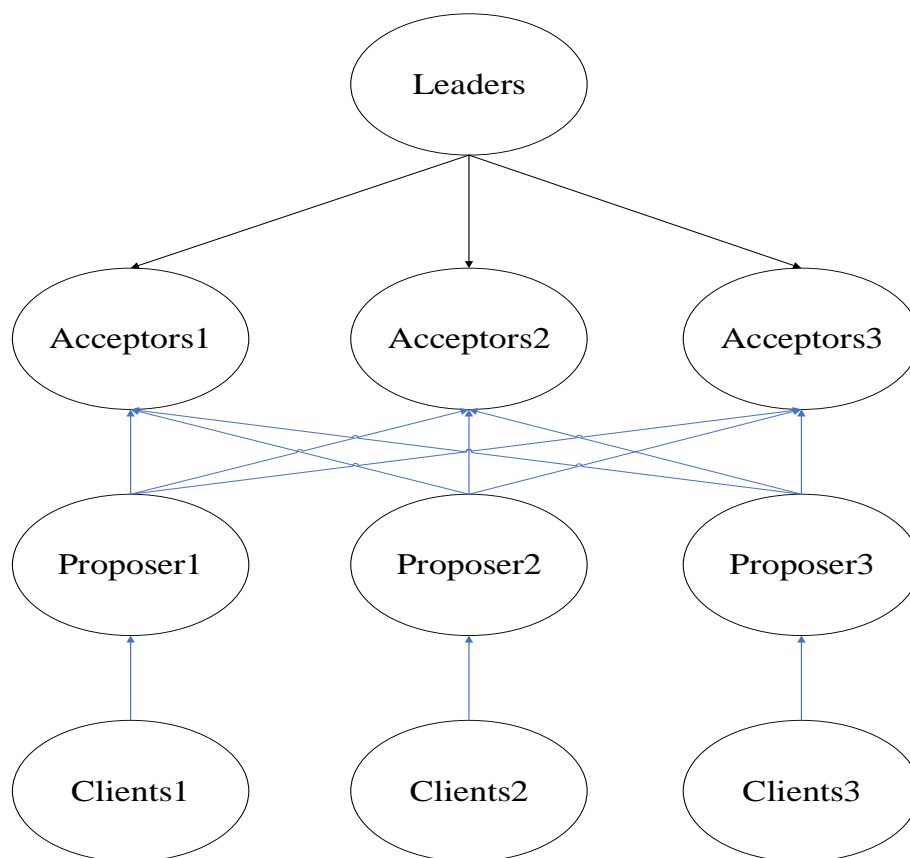 Leaders
Acceptors1
Acceptors2
Acceptors3
Proposer1
Proposer2
Proposer3
Clients1
Clients2
Clients3